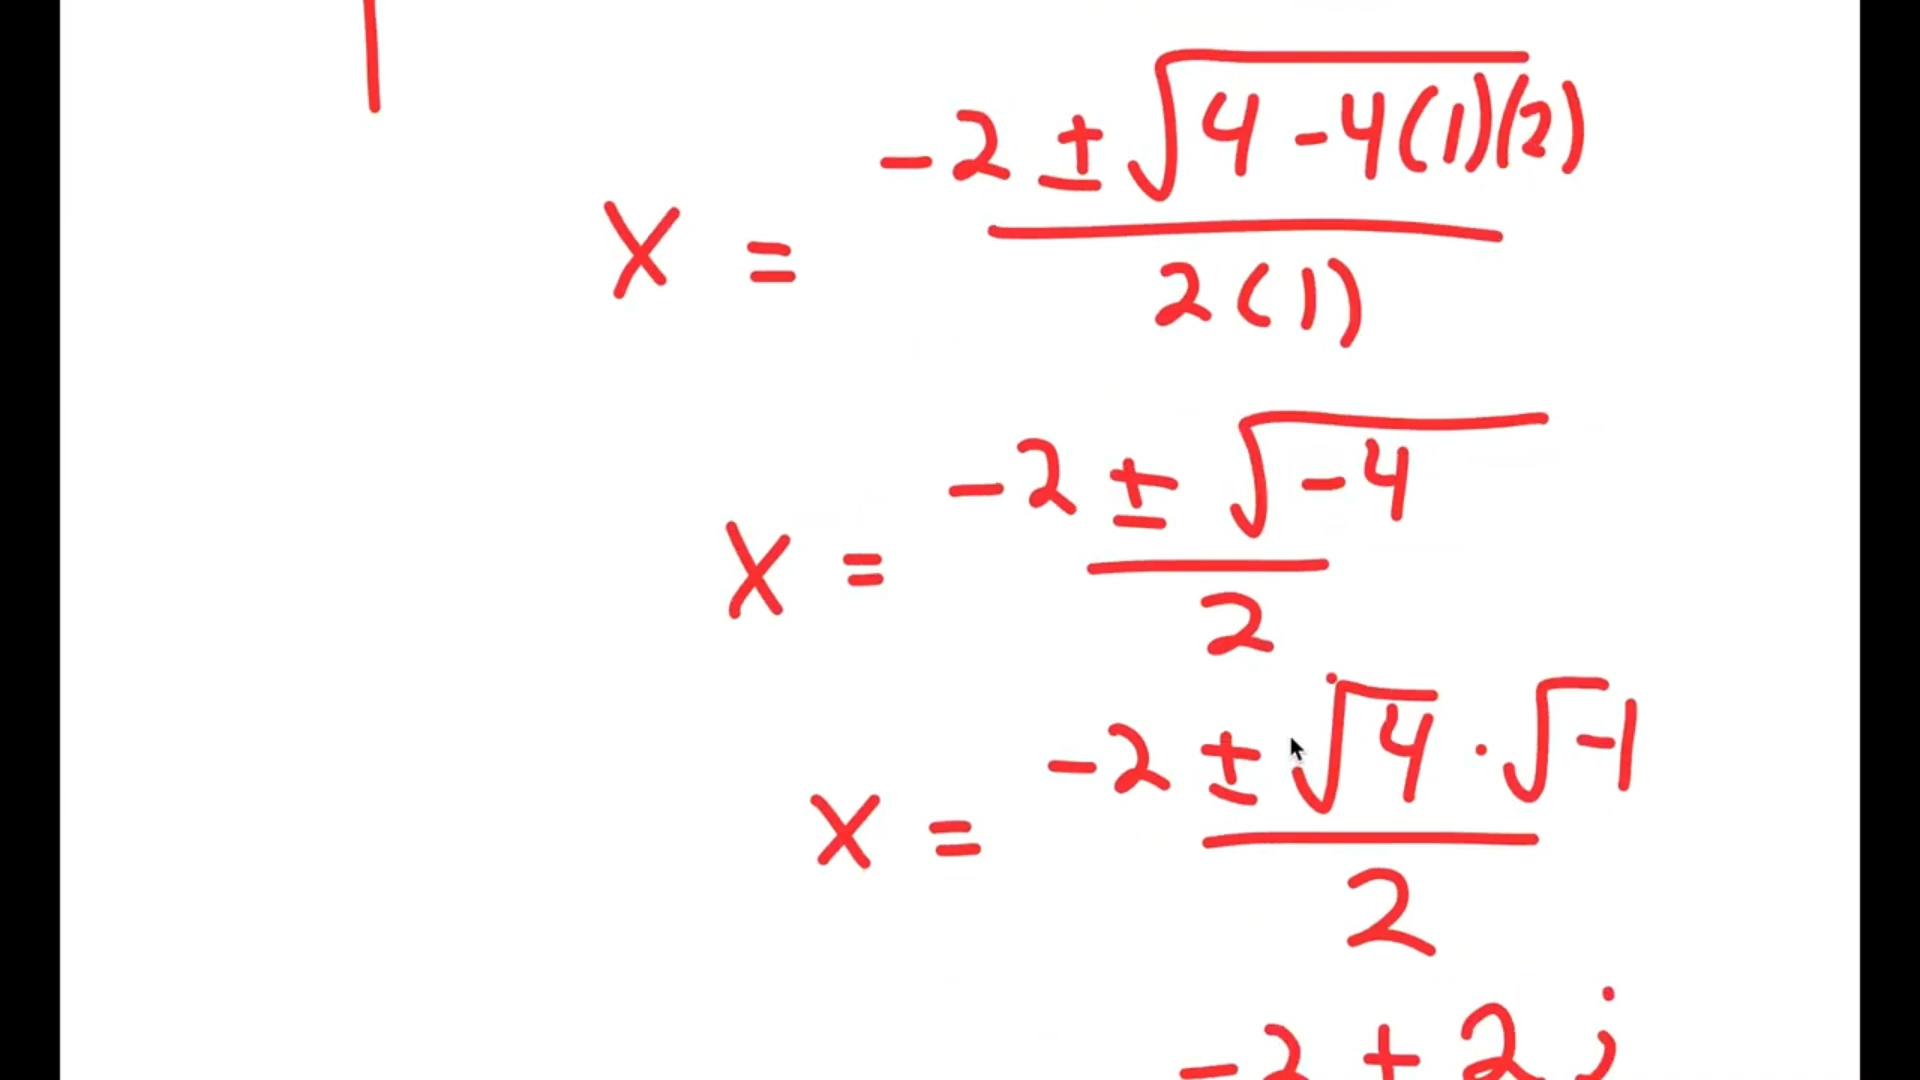 x = -2 ± √4 - 4(1)(2) / 2(1)
x = -2 ± √-4 / 2
x = -2 ± √4 · √-1 / 2
-2 ± 2i